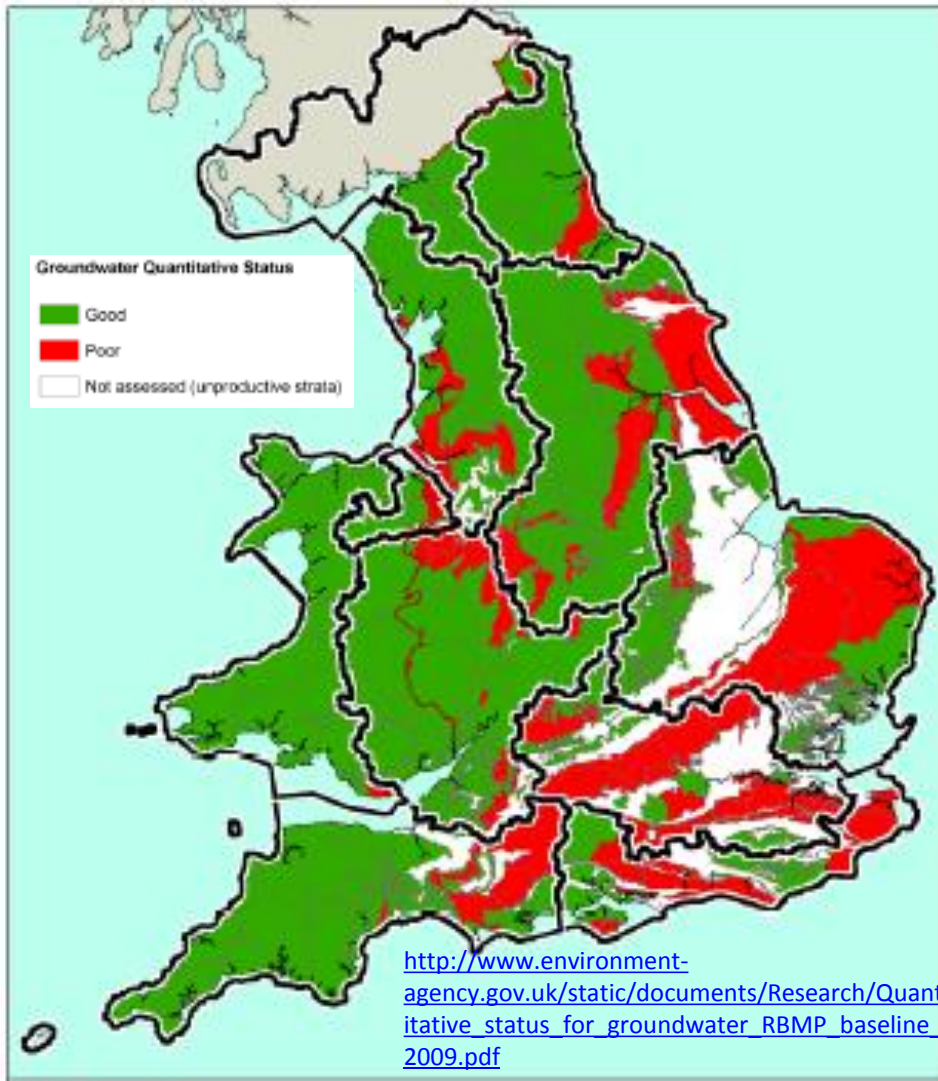 Groundwater Quantitative Status
Good
Poor
Not assessed (unproductive strata)
http://www.environment-
agency.gov.uk/static/documents/Research/Quant
itative_status_for_groundwater_RBMP_baseline_
2009.pdf